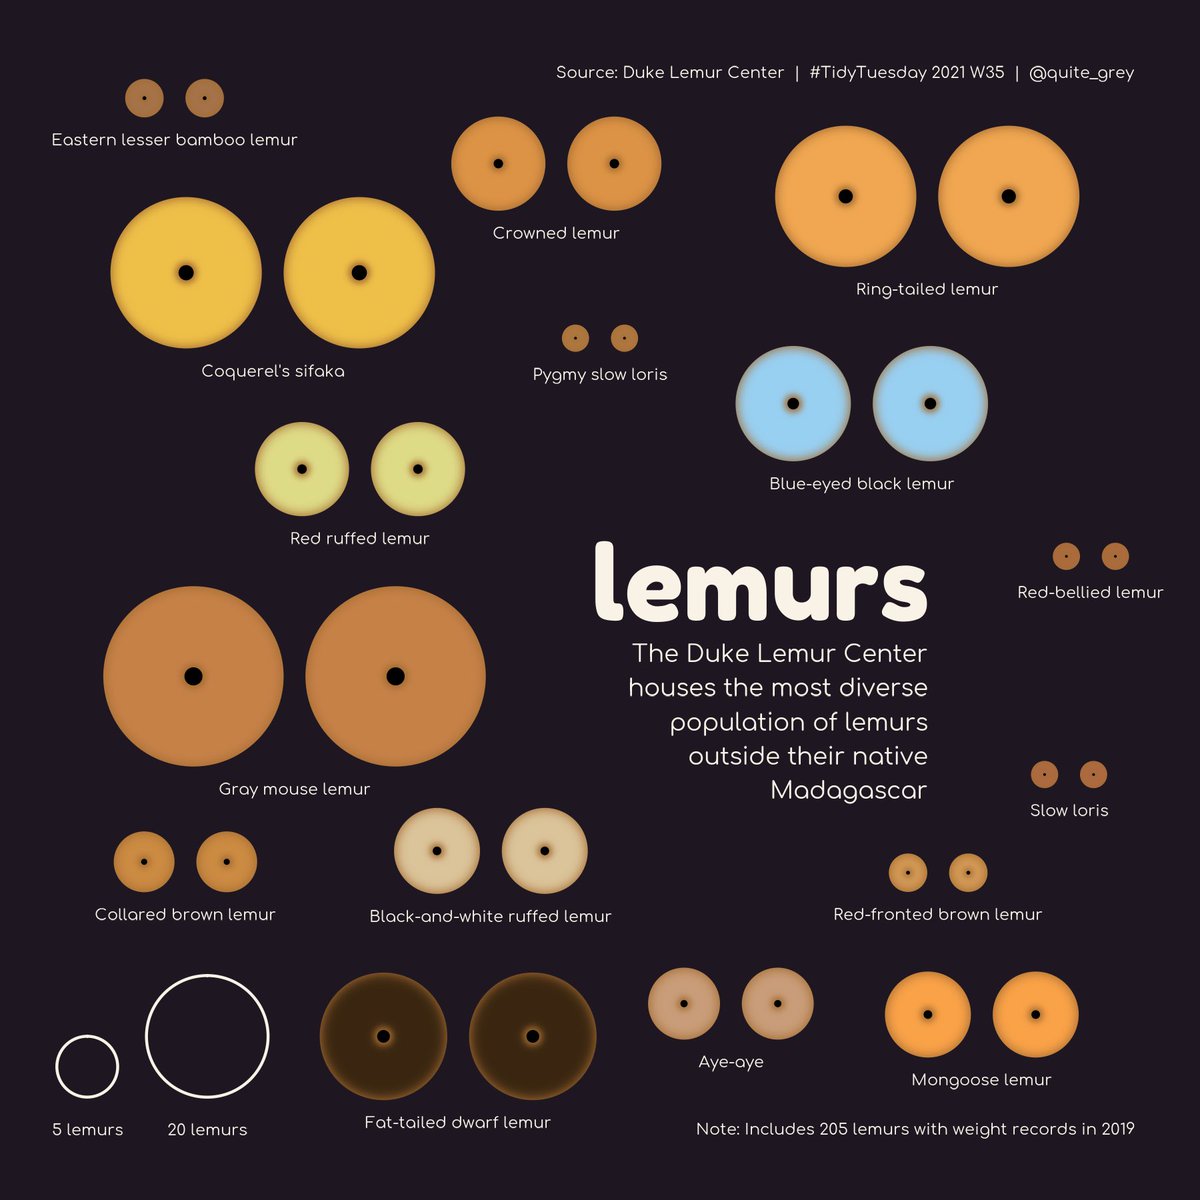 Source: Duke Lemur Center | #TidyTuesday 2021 W35 | @quite_grey
Eastern lesser bamboo lemur
Crowned lemur
Ring-tailed lemur
Coquerel's sifaka
Pygmy slow loris
Blue-eyed black lemur
Red ruffed lemur
lemurs
The Duke Lemur Center
houses the most diverse
population of lemurs
outside their native
Madagascar
Red-bellied lemur
Gray mouse lemur
Slow loris
Collared brown lemur
Black-and-white ruffed lemur
Red-fronted brown lemur
Aye-aye
Mongoose lemur
Fat-tailed dwarf lemur
5 lemurs
20 lemurs
Note: Includes 205 lemurs with weight records in 2019